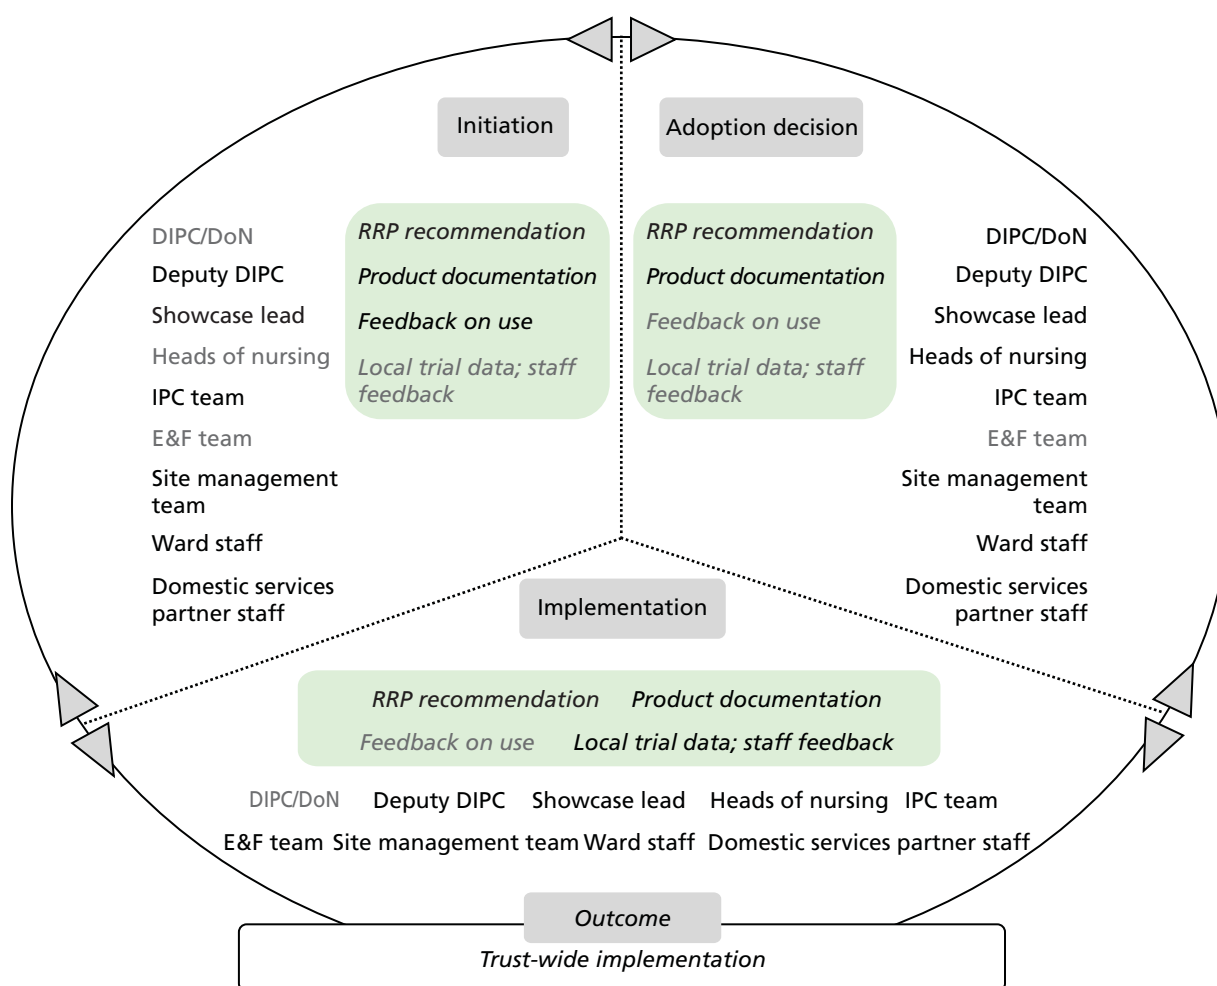 Initiation
Adoption decision
DIPC/DoN
Deputy DIPC
Showcase lead
Heads of nursing
IPC team
E&F team
Site management
team
Ward staff
Domestic services
partner staff
RRP recommendation
Product documentation
Feedback on use
Local trial data; staff
feedback
RRP recommendation
Product documentation
Feedback on use
Local trial data; staff
feedback
DIPC/DoN
Deputy DIPC
Showcase lead
Heads of nursing
IPC team
E&F team
Site management
team
Ward staff
Domestic services
partner staff
Implementation
RRP recommendation Product documentation
Feedback on use Local trial data; staff feedback
DIPC/DoN Deputy DIPC Showcase lead Heads of nursing IPC team
E&F team Site management team Ward staff Domestic services partner staff
Outcome
Trust-wide implementation